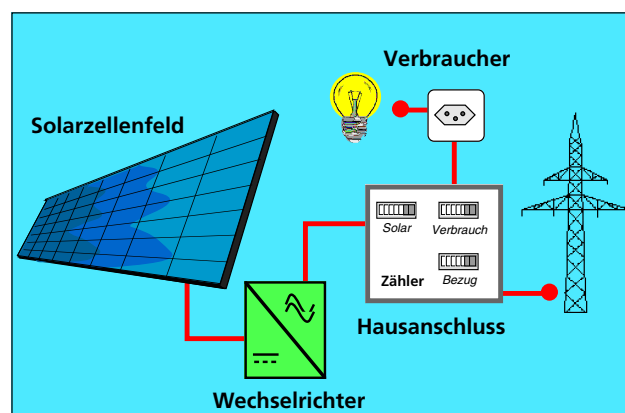 Verbraucher
Solarzellenfeld
Solar
Verbrauch
Zähler
Bezug
Hausanschluss
Wechselrichter